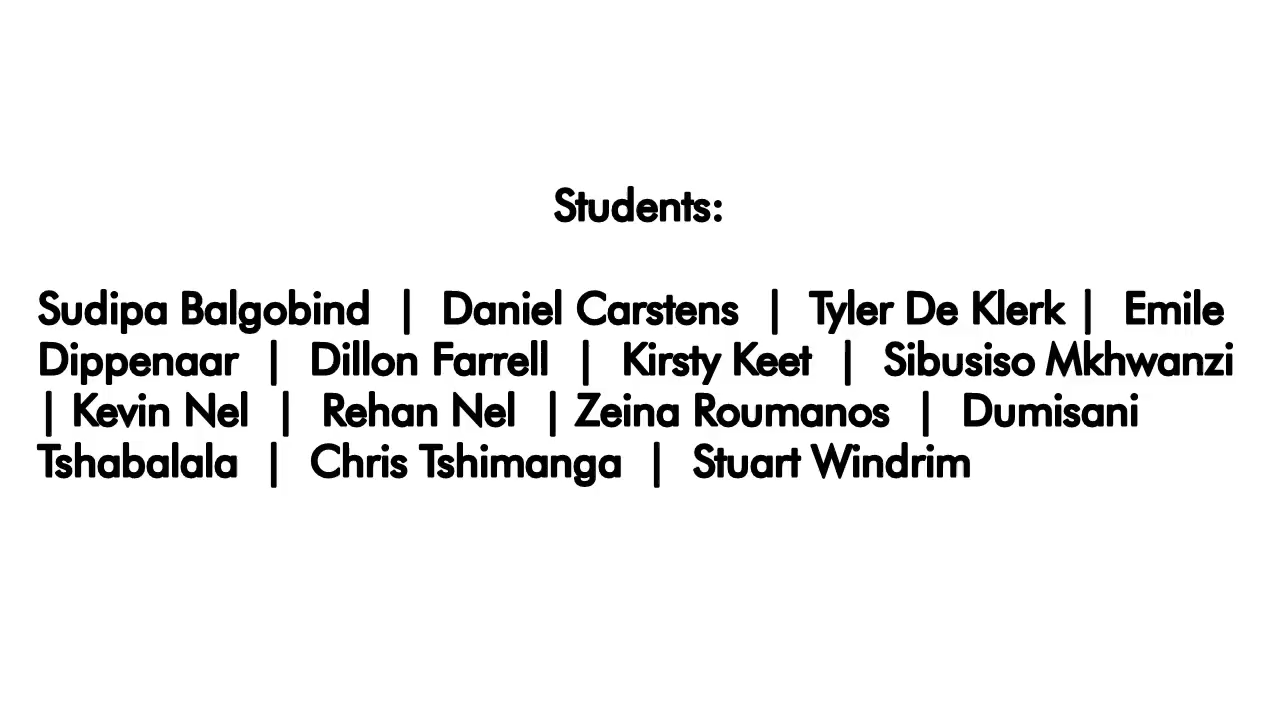 Students:
Sudipa Balgobind | Daniel Carstens | Tyler De Klerk | Emile
Dippenaar | Dillon Farrell | Kirsty Keet | Sibusiso Mkhwanzi
| Kevin Nel | Rehan Nel | Zeina Roumanos | Dumisani
Tshabalala | Chris Tshimanga | Stuart Windrim